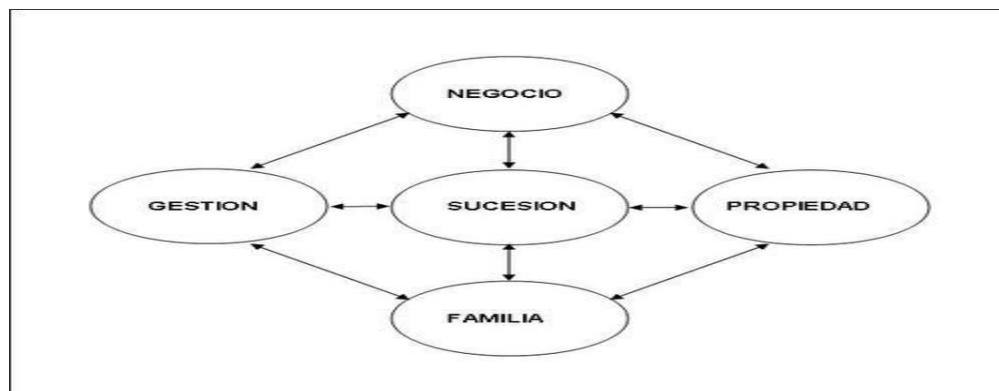 NEGOCIO
GESTION
SUCESION
PROPIEDAD
FAMILIA